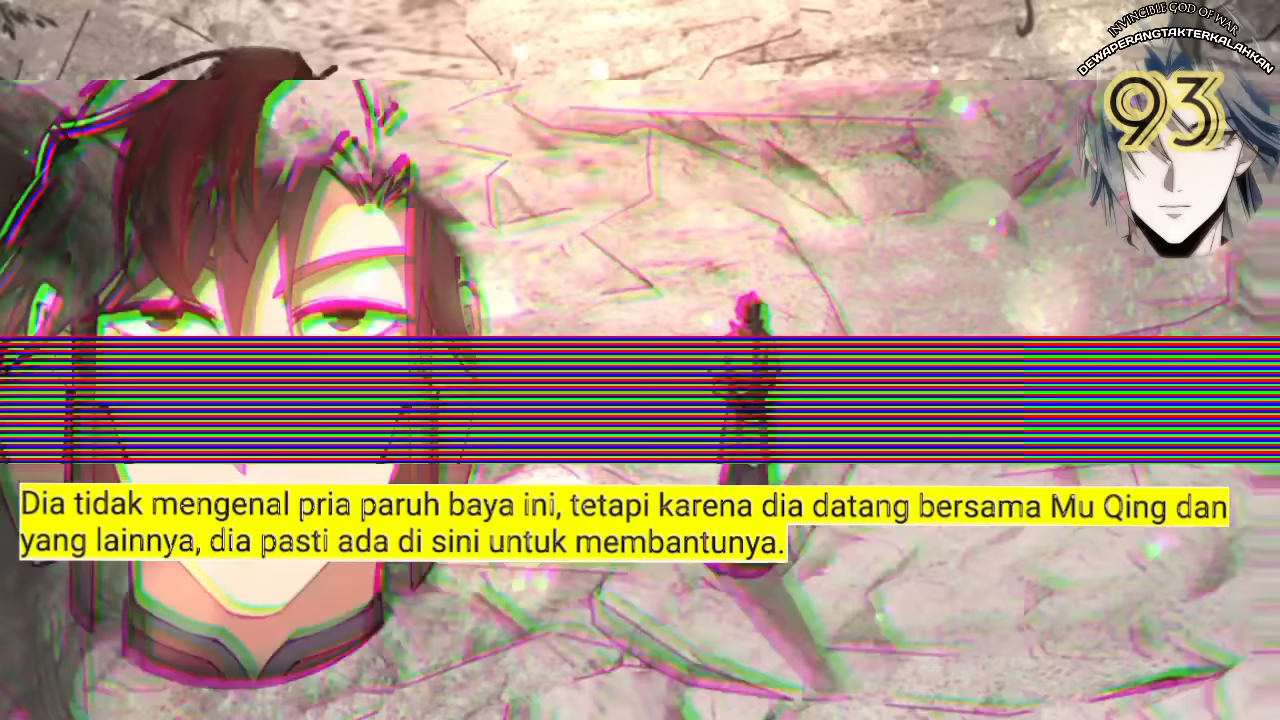 INVINCIBLE GOD OF WAR
DEWAPERANGTAKTERKALAHKAN
93
Dia tidak mengenal pria paruh baya ini, tetapi karena dia datang bersama Mu Qing dan
yang lainnya, dia pasti ada di sini untuk membantunya.